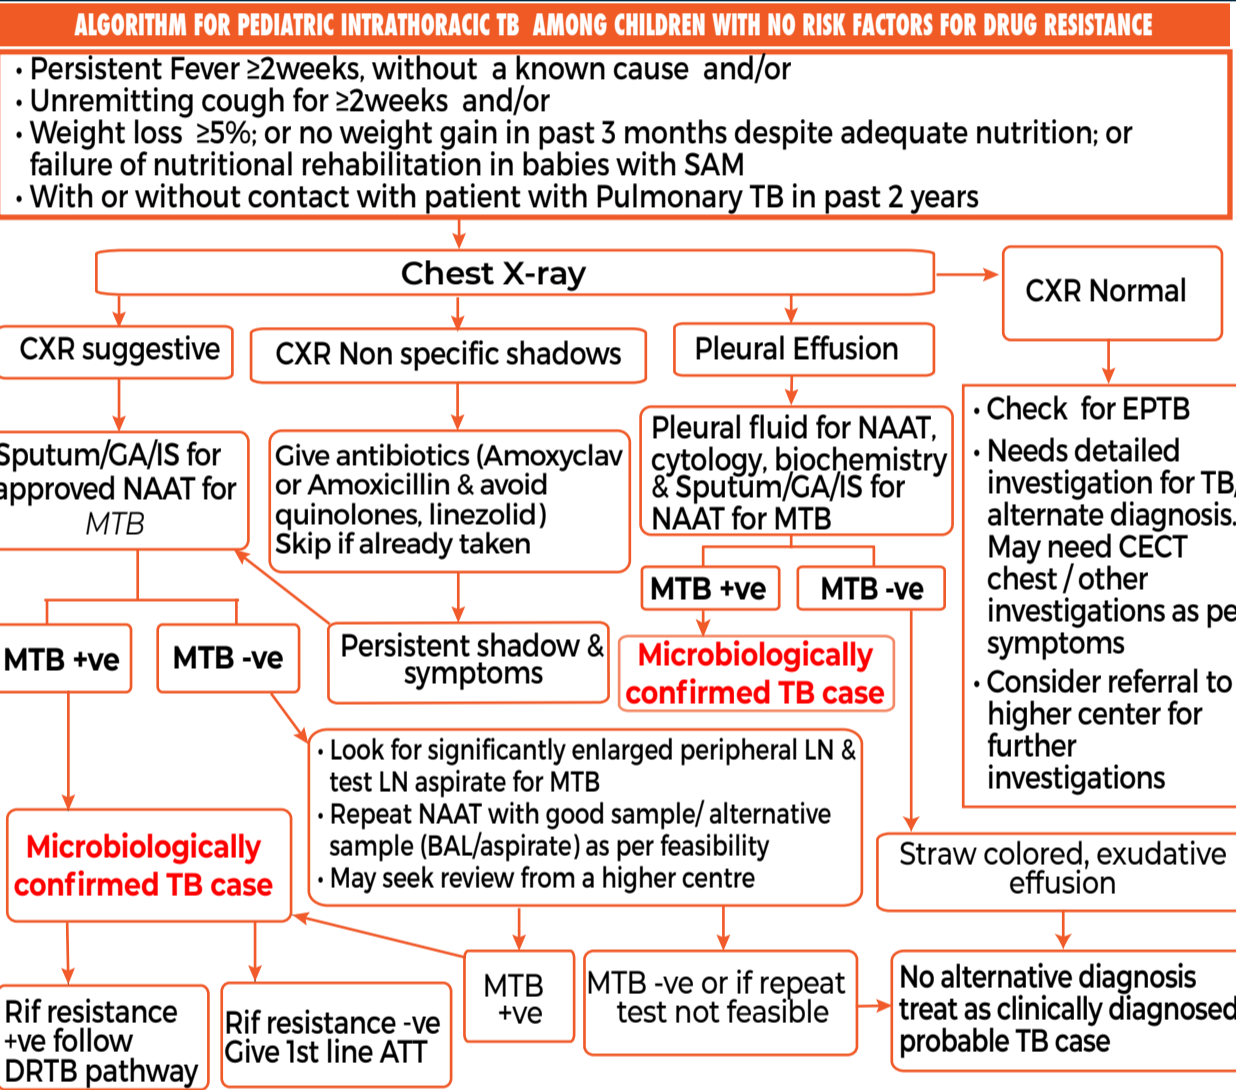 ALGORITHM FOR PEDIATRIC INTRATHORACIC TB AMONG CHILDREN WITH NO RISK FACTORS FOR DRUG RESISTANCE
• Persistent Fever ≥2weeks, without a known cause and/or
• Unremitting cough for ≥2weeks and/or
• Weight loss ≥5%; or no weight gain in past 3 months despite adequate nutrition; or
failure of nutritional rehabilitation in babies with SAM
• With or without contact with patient with Pulmonary TB in past 2 years
Chest X-ray
CXR Normal
CXR suggestive
CXR Non specific shadows
Pleural Effusion
Sputum/GA/IS for
approved NAAT for
MTB
Give antibiotics (Amoxyclav
or Amoxicillin & avoid
quinolones, linezolid)
Skip if already taken
Pleural fluid for NAAT,
cytology, biochemistry
& Sputum/GA/IS for
NAAT for MTB
• Check for EPTB
• Needs detailed
investigation for TB/
alternate diagnosis.
May need CECT
chest / other
investigations as pe
symptoms
• Consider referral to
higher center for
further
investigations
MTB +ve
MTB -ve
Persistent shadow &
symptoms
MTB +ve
MTB -ve
Microbiologically
confirmed TB case
• Look for significantly enlarged peripheral LN &
test LN aspirate for MTB
• Repeat NAAT with good sample/ alternative
sample (BAL/aspirate) as per feasibility
• May seek review from a higher centre
Microbiologically
confirmed TB case
Straw colored, exudative
effusion
Rif resistance
+ve follow
DRTB pathway
Rif resistance -ve
Give 1st line ATT
MTB
+ve
MTB -ve or if repeat
test not feasible
No alternative diagnosis
treat as clinically diagnosed
probable TB case